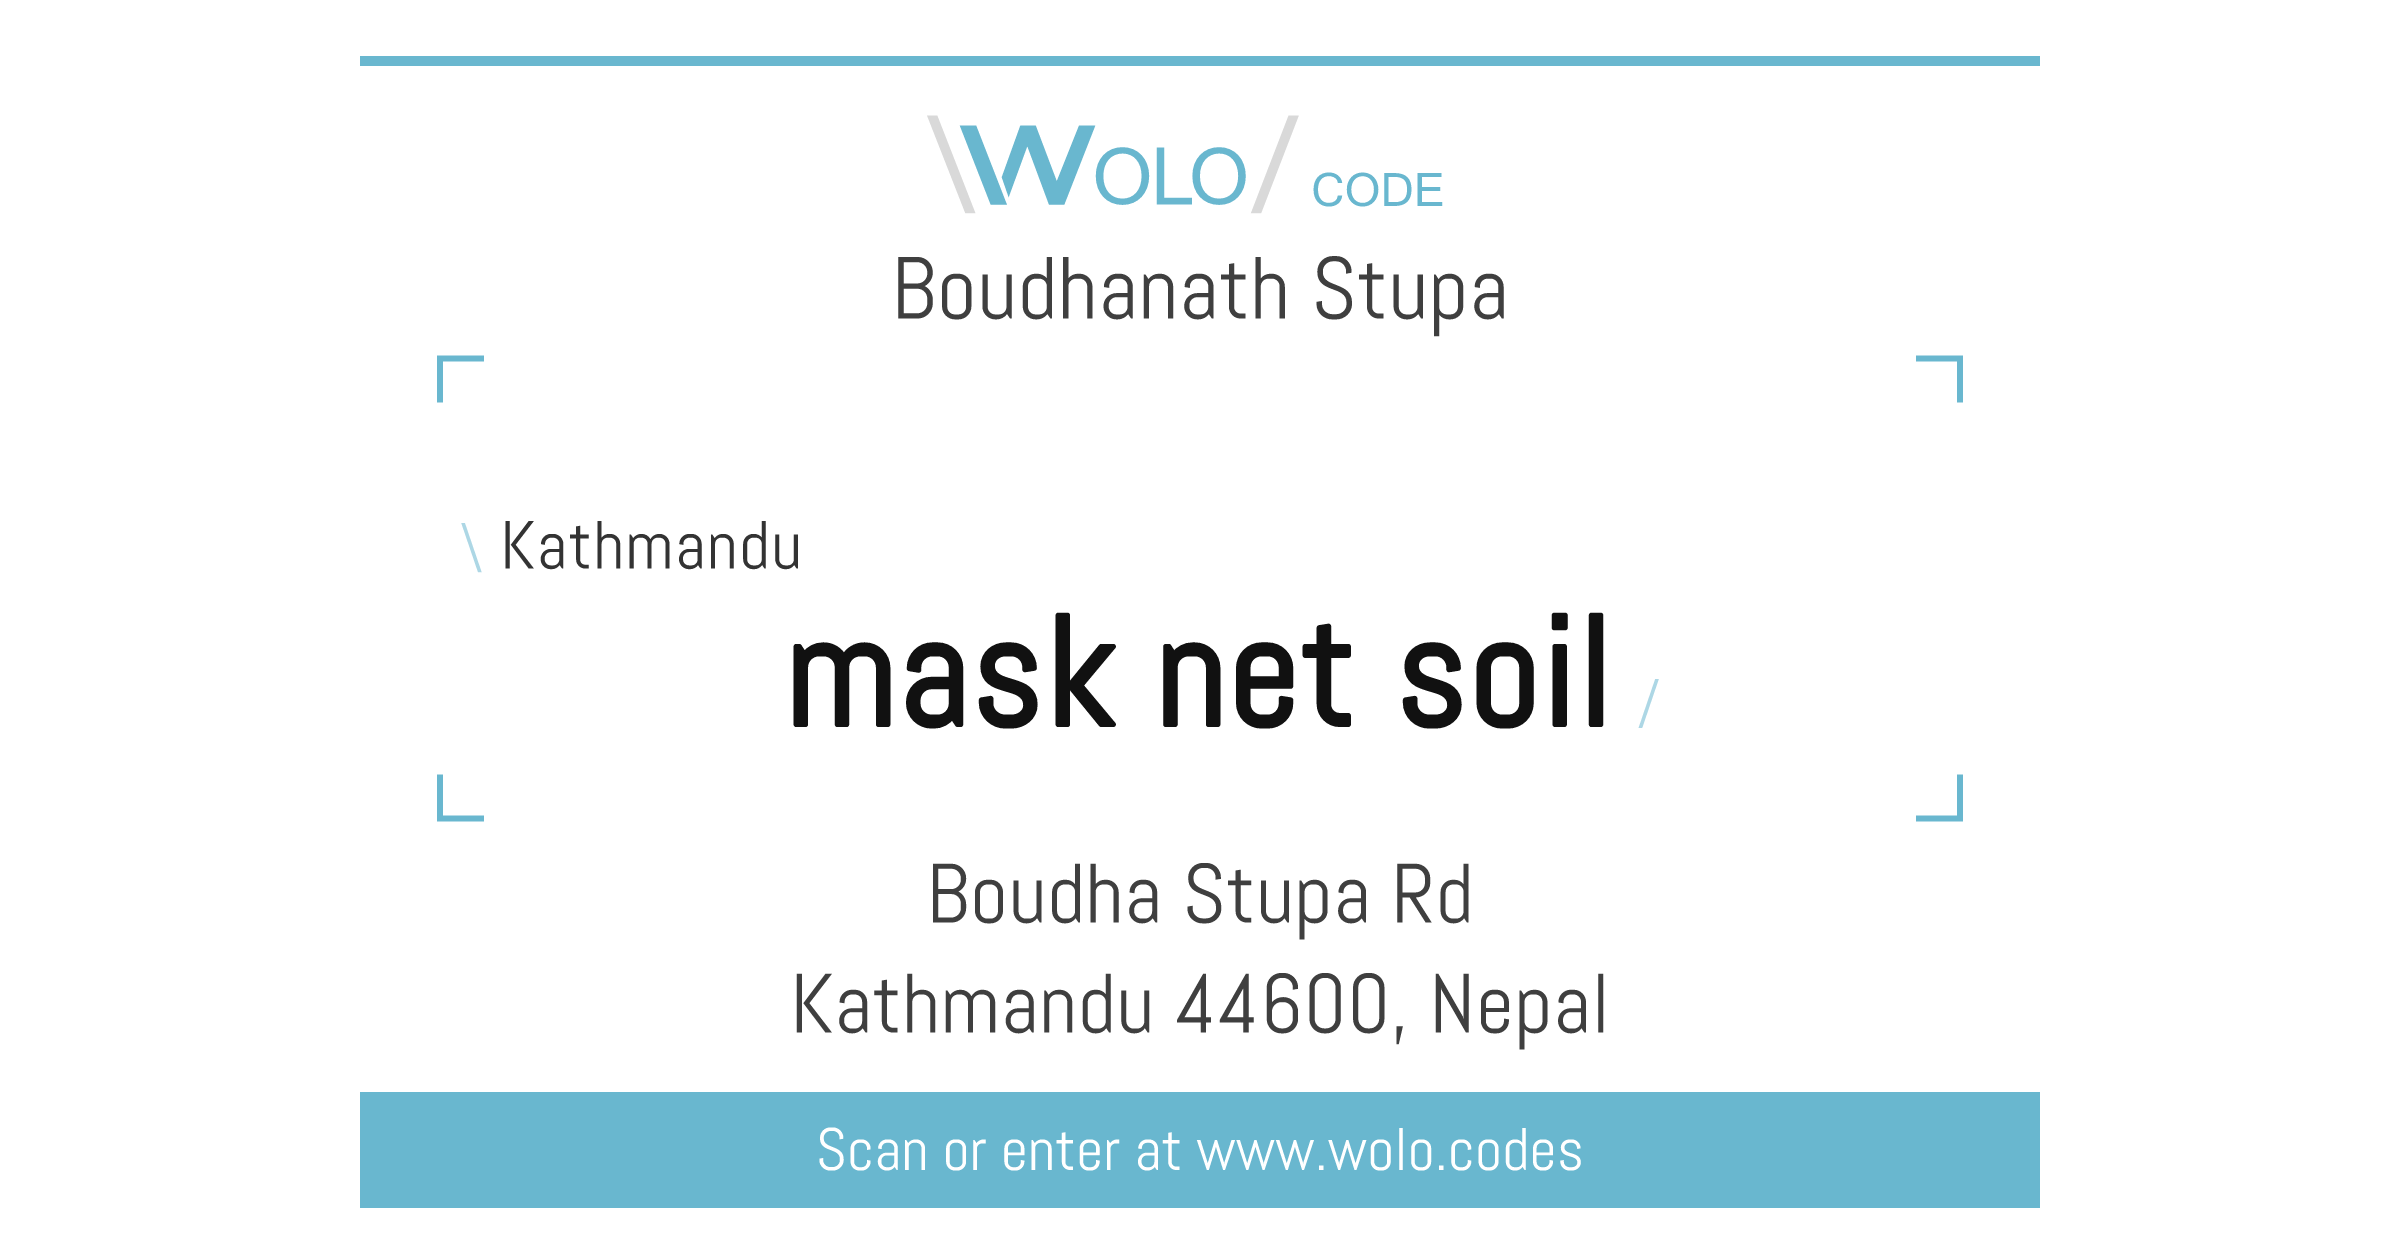 \WOLO/ CODE
Boudhanath Stupa
\ Kathmandu
mask net soil /
Boudha Stupa Rd
Kathmandu 44600, Nepal
Scan or enter at www.wolo.codes